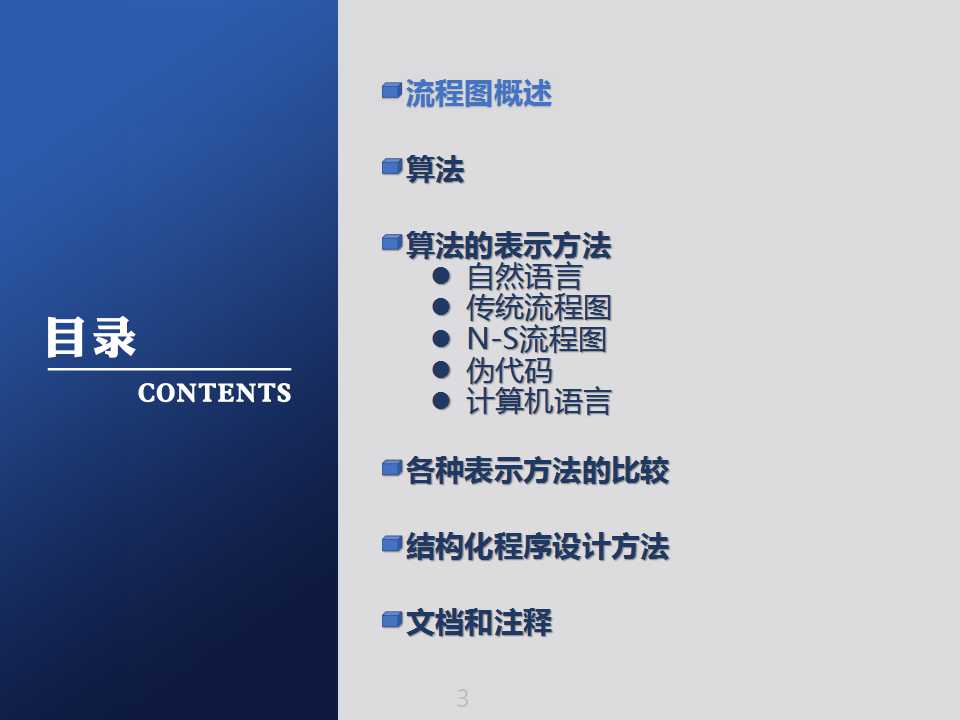 目录
CONTENTS
流程图概述
算法
算法的表示方法
自然语言
传统流程图
N-S流程图
伪代码
计算机语言
各种表示方法的比较
结构化程序设计方法
文档和注释
3